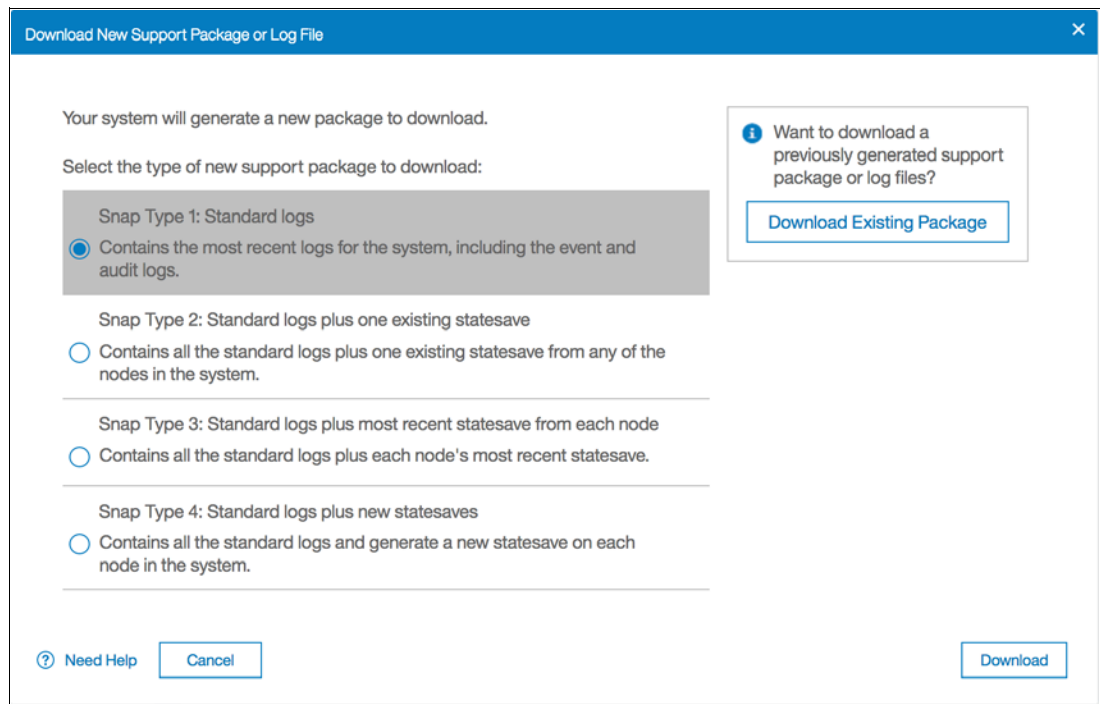 Download New Support Package or Log File
Your system will generate a new package to download.
Select the type of new support package to download:
Snap Type 1: Standard logs
Contains the most recent logs for the system, including the event and
audit logs.
Snap Type 2: Standard logs plus one existing statesave
Contains all the standard logs plus one existing statesave from any of the
nodes in the system.
Snap Type 3: Standard logs plus most recent statesave from each node
Contains all the standard logs plus each node's most recent statesave.
Snap Type 4: Standard logs plus new statesaves
Contains all the standard logs and generate a new statesave on each
node in the system.
Want to download a
previously generated support
package or log files?
Download Existing Package
Need Help
Cancel
Download